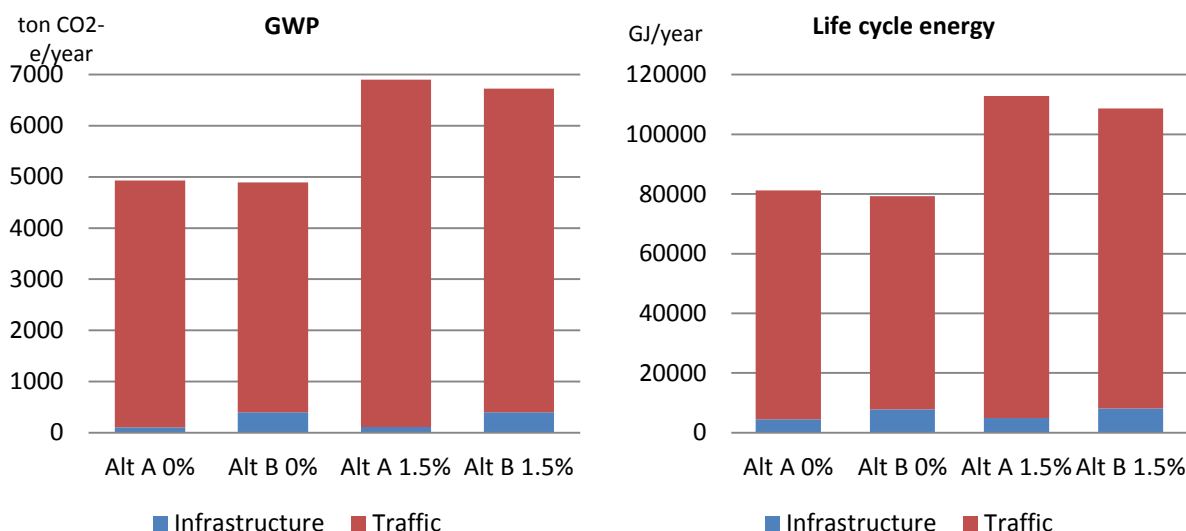 ton CO2-
e/year
GWP
7000
6000
5000
4000
3000
2000
1000
0
Alt A 0% Alt B 0% Alt A 1.5% Alt B 1.5%
Infrastructure Traffic
GJ/year
Life cycle energy
120000
100000
80000
60000
40000
20000
0
Alt A 0% Alt B 0% Alt A 1.5% Alt B 1.5%
Infrastructure Traffic